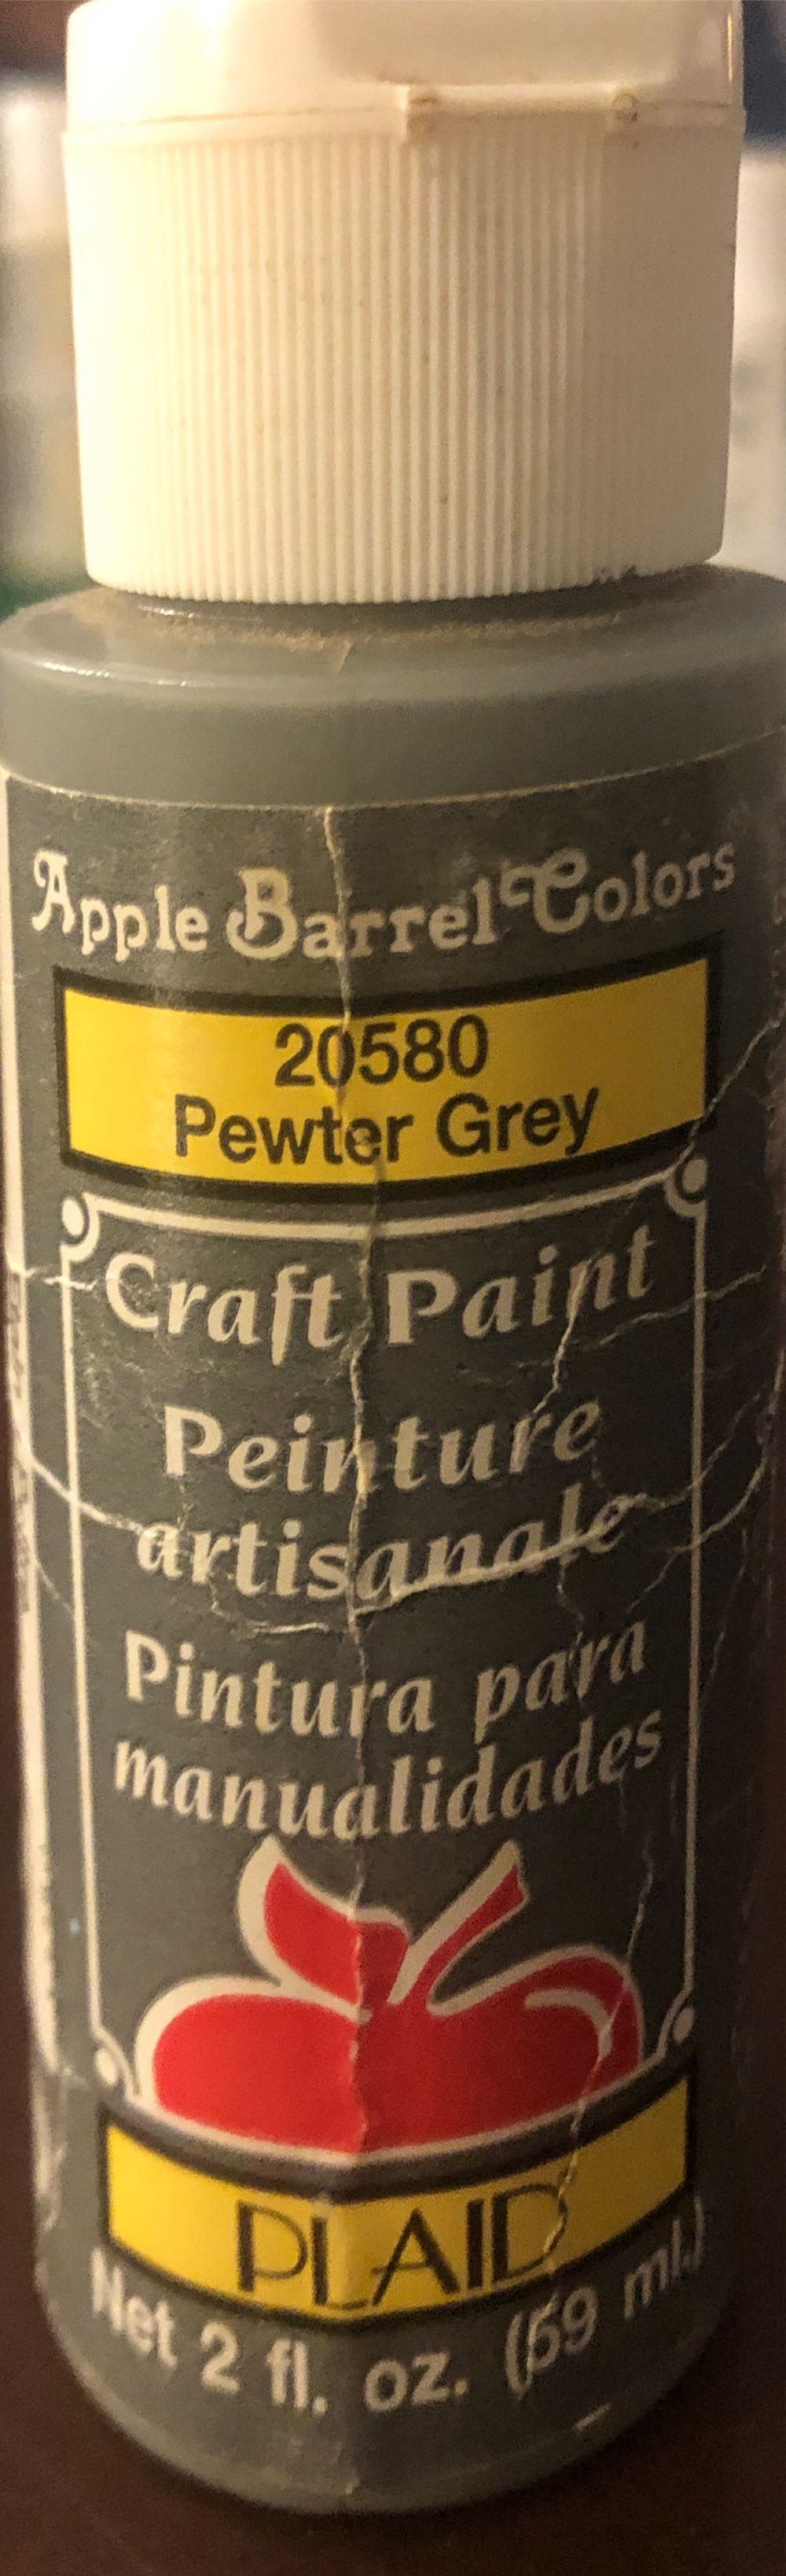 Apple Barrel Colors
20580
Pewter Grey
Craft Paint
Peinture
artisanale
Pintura para
manualidades
PLAID
Net 2 fl. oz. (59 ml.)